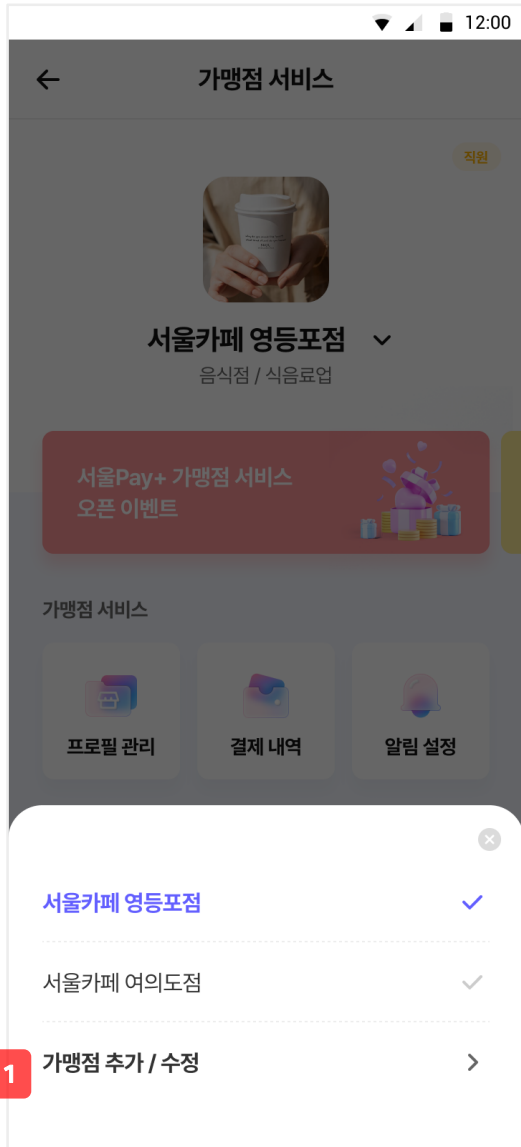 12:00
가맹점 서비스
직원
서울카페 영등포점
음식점 / 식음료업
서울Pay+ 가맹점 서비스
오픈 이벤트
가맹점 서비스
프로필 관리
결제 내역
알림 설정
서울카페 영등포점
서울카페 여의도점
1
가맹점 추가 / 수정